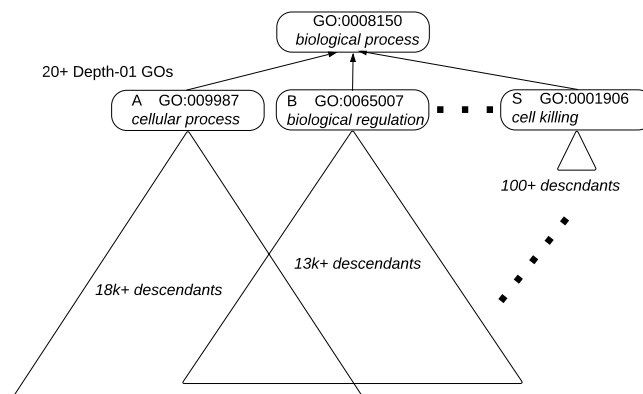 GO:0008150
biological process
20+ Depth-01 GOs
A GO:009987
cellular process
B GO:0065007
biological regulation
S GO:0001906
cell killing
100+ descndants
13k+ descendants
18k+ descendants